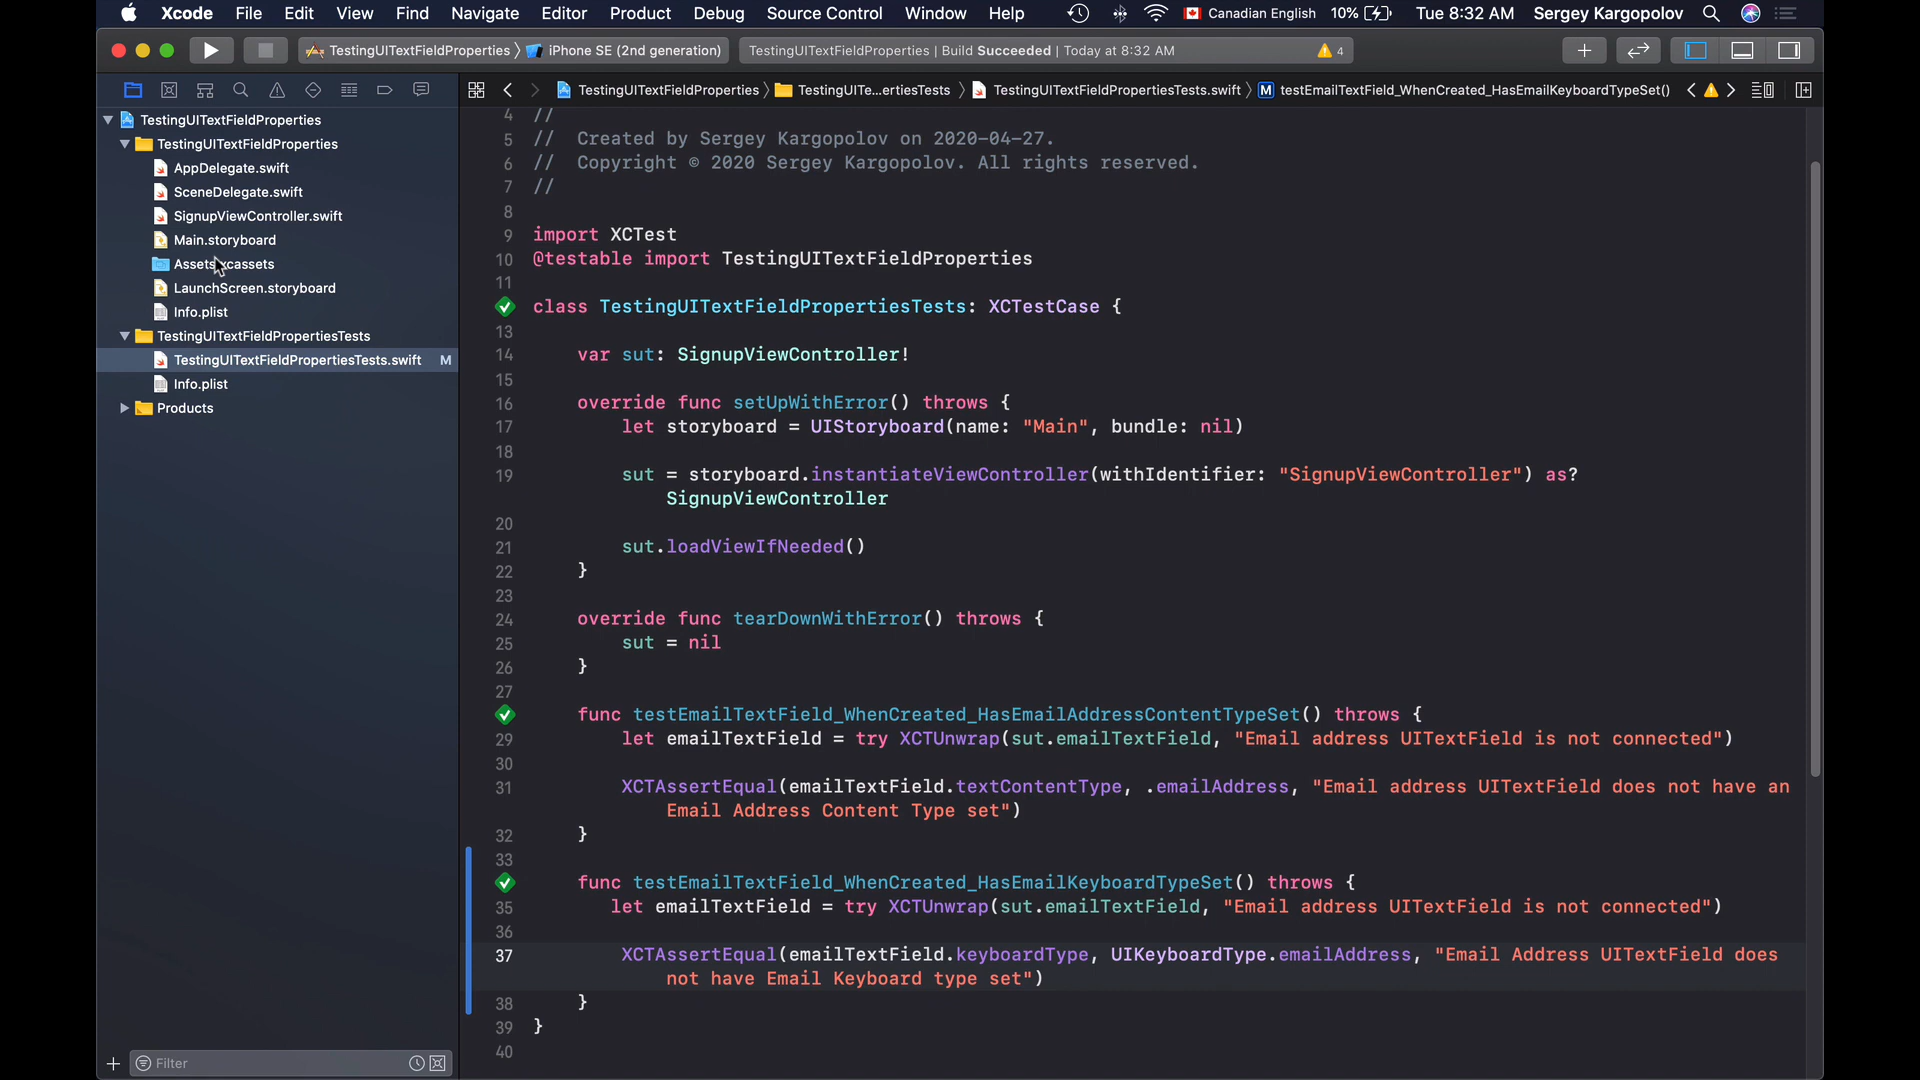 Xcode File Edit View Find Navigate Editor Product Debug Source Control Window Help Canadian English 10% Tue 8:32 AM Sergey Kargopolov
TestingUITextFieldProperties iPhone SE (2nd generation) TestingUITextFieldProperties | Build Succeeded | Today at 8:32 AM 4
TestingUITextFieldProperties TestingUITe...ertiesTests TestingUITextFieldPropertiesTests.swift M testEmailTextField_WhenCreated_HasEmailKeyboardTypeSet()
TestingUITextFieldProperties
TestingUITextFieldProperties
AppDelegate.swift
SceneDelegate.swift
SignupViewController.swift
Main.storyboard
Assets.xcassets
LaunchScreen.storyboard
Info.plist
TestingUITextFieldPropertiesTests
TestingUITextFieldPropertiesTests.swift M
Info.plist
Products
Filter
4 //
5 // Created by Sergey Kargopolov on 2020-04-27.
6 // Copyright © 2020 Sergey Kargopolov. All rights reserved.
7 //
8
9 import XCTest
10 @testable import TestingUITextFieldProperties
11
class TestingUITextFieldPropertiesTests: XCTestCase {
13
14 var sut: SignupViewController!
15
16 override func setUpWithError() throws {
17 let storyboard = UIStoryboard(name: "Main", bundle: nil)
18
19 sut = storyboard.instantiateViewController(withIdentifier: "SignupViewController") as?
SignupViewController
20
21 sut.loadViewIfNeeded()
22 }
23
24 override func tearDownWithError() throws {
25 sut = nil
26 }
27
func testEmailTextField_WhenCreated_HasEmailAddressContentTypeSet() throws {
29 let emailTextField = try XCTUnwrap(sut.emailTextField, "Email address UITextField is not connected")
30
31 XCTAssertEqual(emailTextField.textContentType, .emailAddress, "Email address UITextField does not have an
Email Address Content Type set")
32 }
33
func testEmailTextField_WhenCreated_HasEmailKeyboardTypeSet() throws {
35 let emailTextField = try XCTUnwrap(sut.emailTextField, "Email address UITextField is not connected")
36
37 XCTAssertEqual(emailTextField.keyboardType, UIKeyboardType.emailAddress, "Email Address UITextField does
not have Email Keyboard type set")
38 }
39 }
40